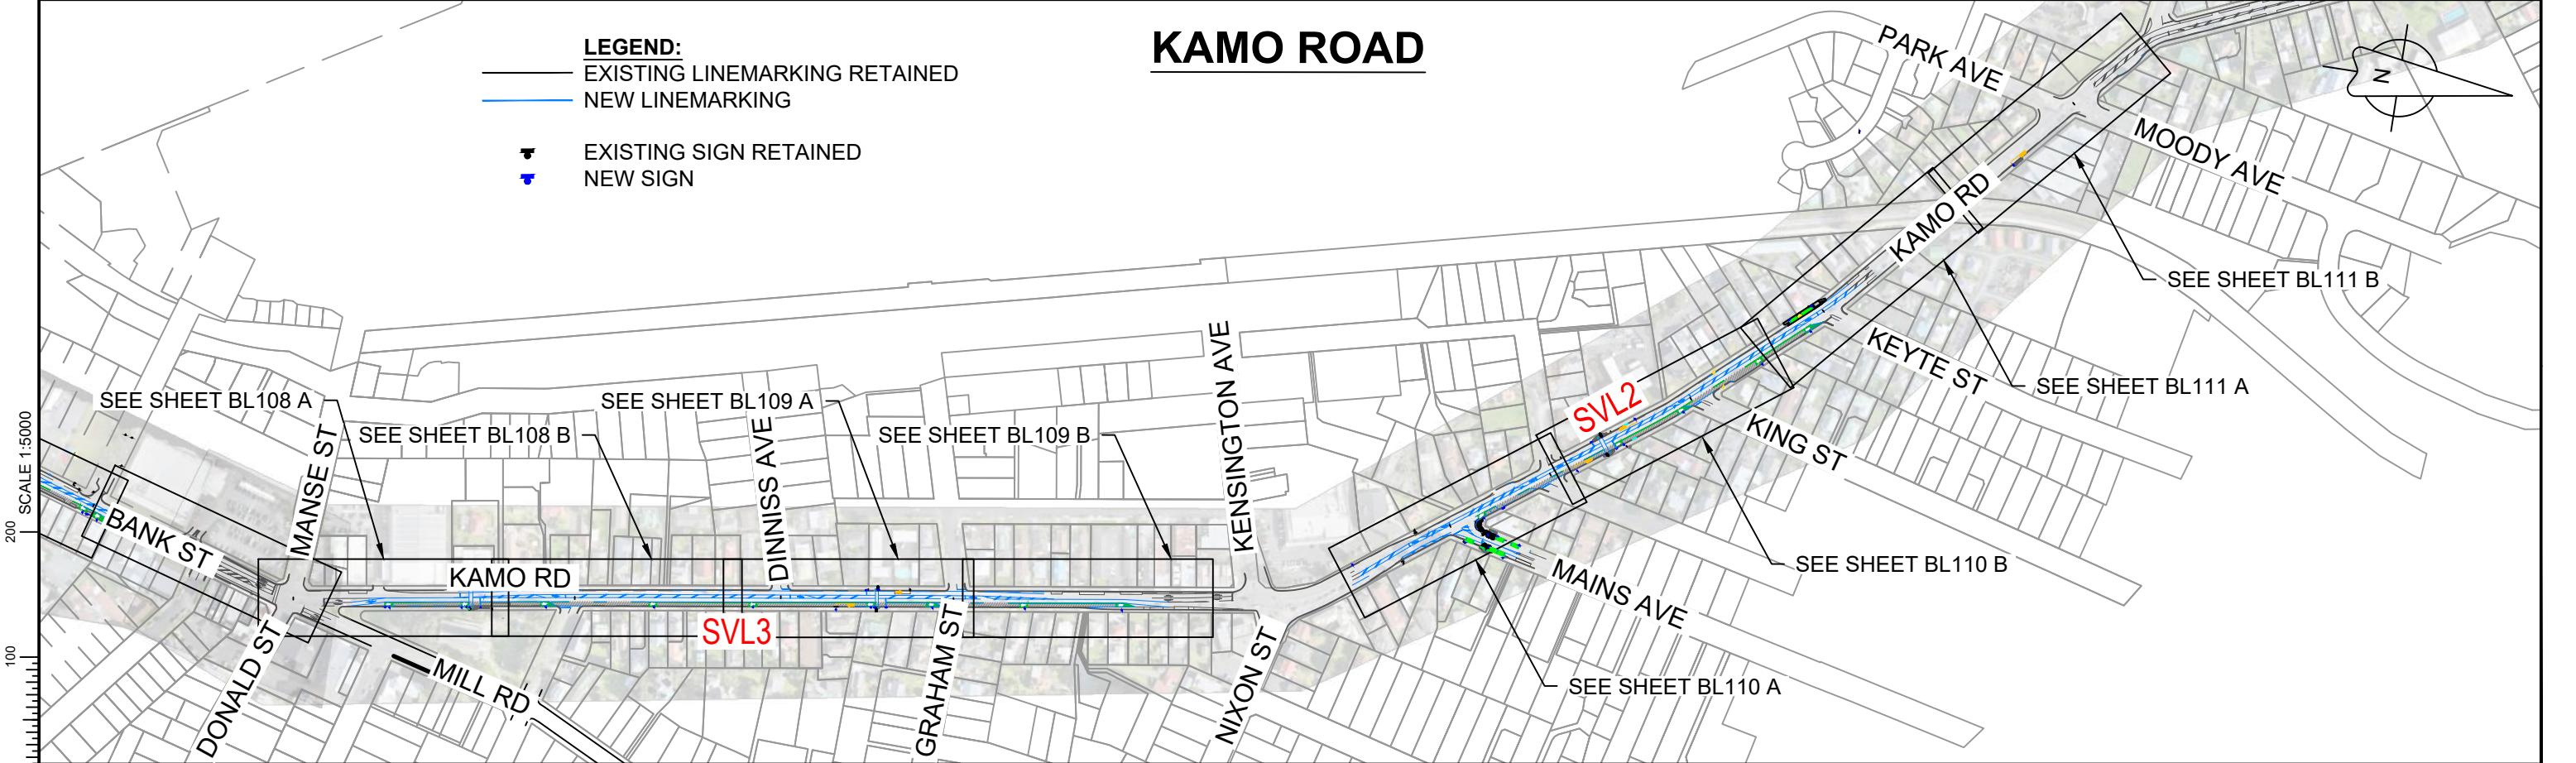 KAMO ROAD
LEGEND:
EXISTING LINEMARKING RETAINED
NEW LINEMARKING
EXISTING SIGN RETAINED
NEW SIGN
PARK AVE
N
MOODY AVE
KAMO RD
SEE SHEET BL111 B
KEYTE ST
SEE SHEET BL111 A
KENSINGTON AVE
SVL2
SEE SHEET BL108 A
SEE SHEET BL109 A
DINNISS AVE
MANSE ST
SEE SHEET BL108 B
SEE SHEET BL109 B
KING ST
SCALE 1:5000
200
100
BANK ST
KAMO RD
SEE SHEET BL110 B
MAINS AVE
SVL3
DONALD ST
MILL RD
GRAHAM ST
NIXON ST
SEE SHEET BL110 A